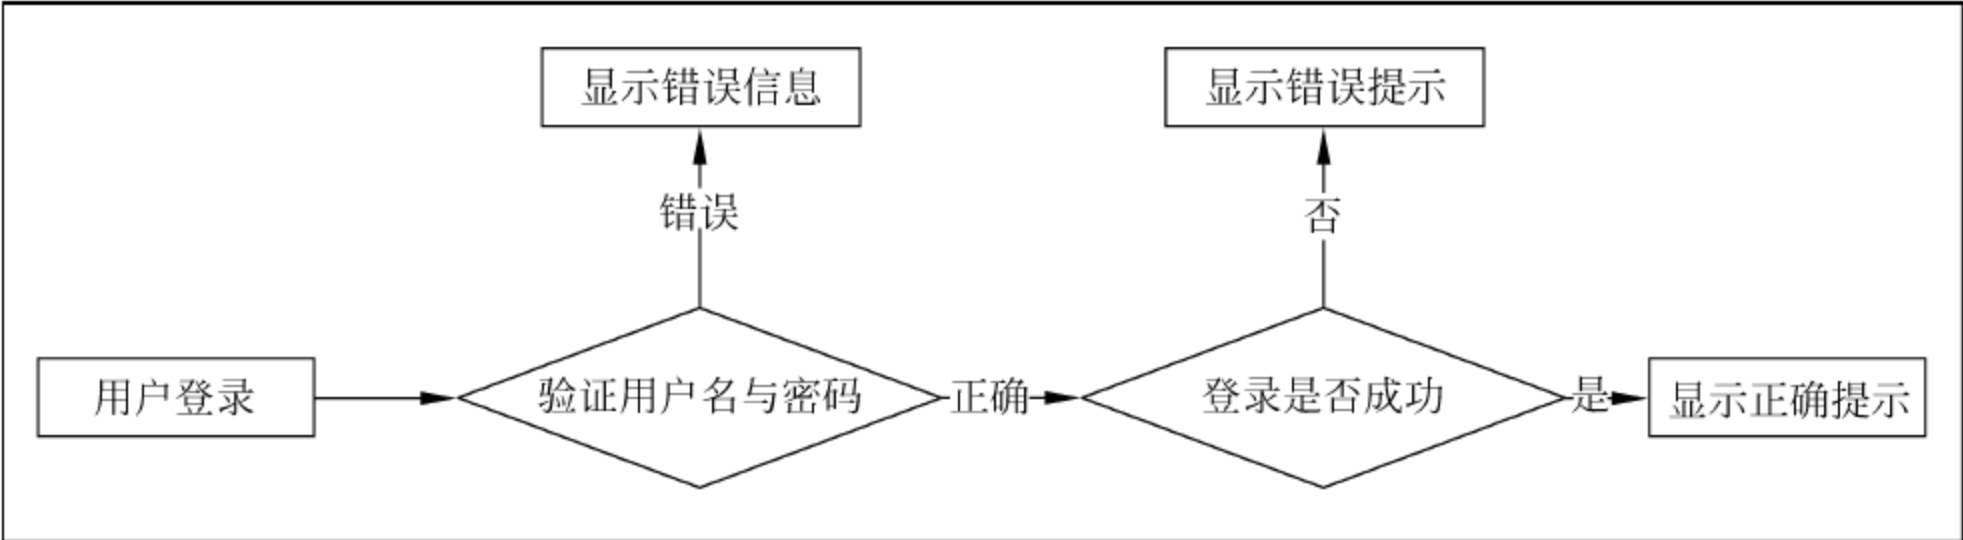 显示错误信息
显示错误提示
错误
否
用户登录
验证用户名与密码
正确
登录是否成功
是
显示正确提示